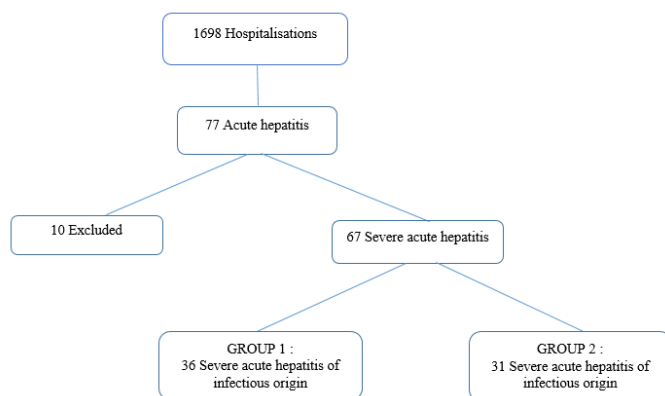 1698 Hospitalisations
77 Acute hepatitis
10 Excluded
67 Severe acute hepatitis
GROUP 1 :
36 Severe acute hepatitis of
infectious origin
GROUP 2 :
31 Severe acute hepatitis of
infectious origin